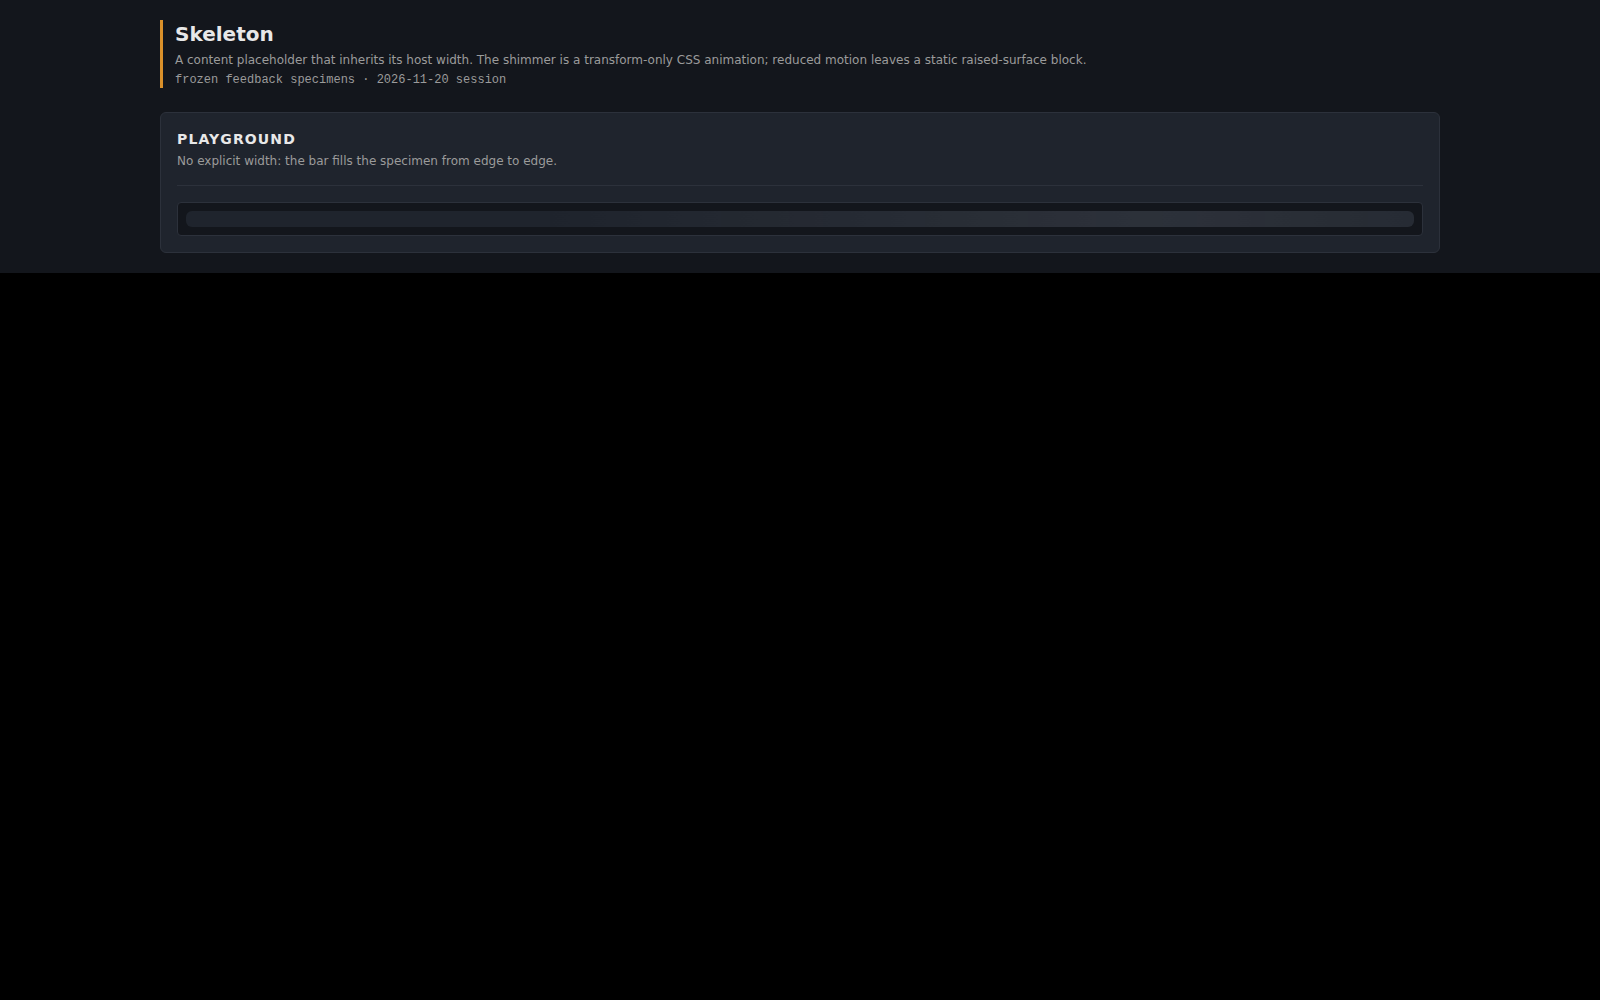 Skeleton
A content placeholder that inherits its host width. The shimmer is a transform-only CSS animation; reduced motion leaves a static raised-surface block.
frozen feedback specimens · 2026-11-20 session
PLAYGROUND
No explicit width: the bar fills the specimen from edge to edge.